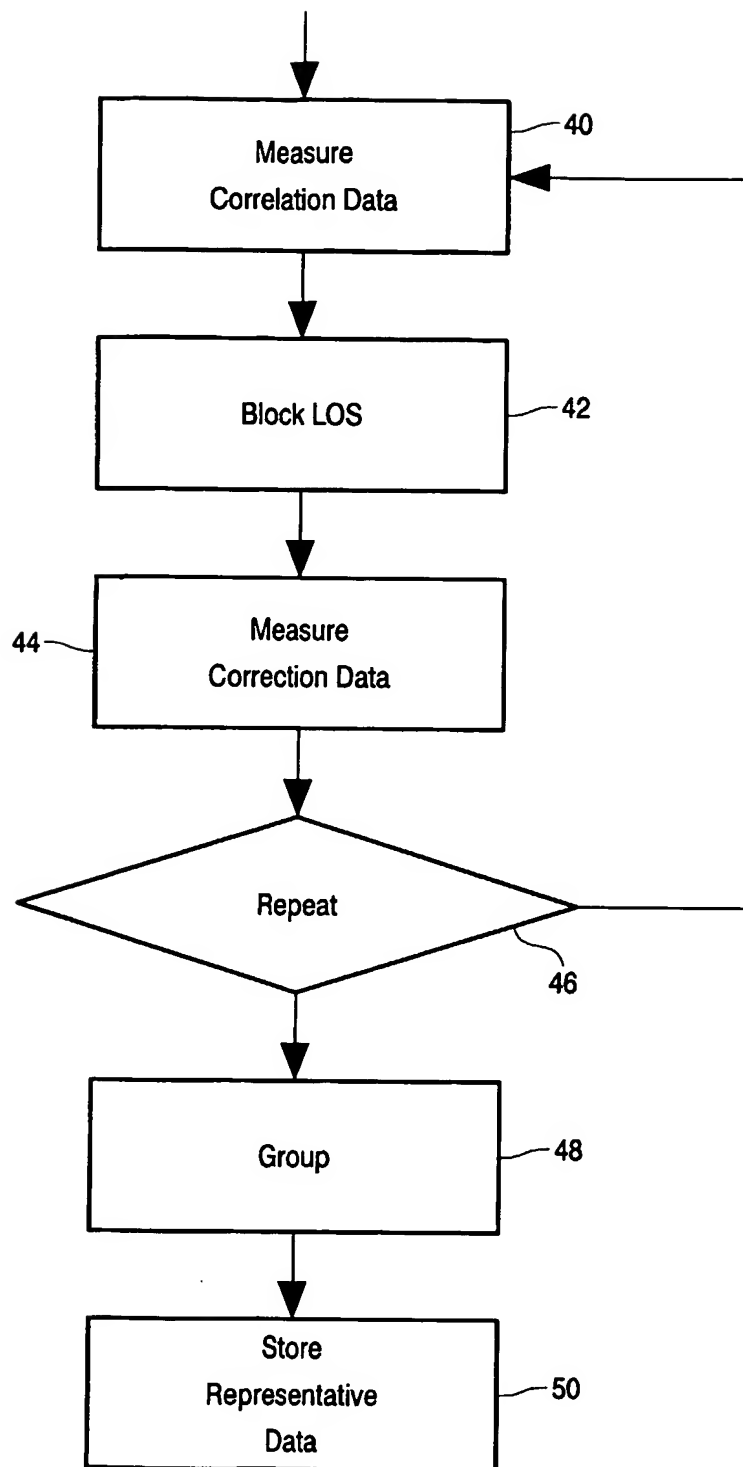 Measure
Correlation Data
40
Block LOS
42
44
Measure
Correction Data
Repeat
46
Group
48
Store
Representative
Data
50